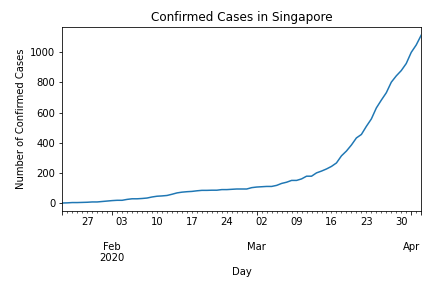 Confirmed Cases in Singapore
Number of Confirmed Cases
1000
800
600
400
200
0
27 03 10 17 24 02 09 16 23 30
Feb Mar Apr
2020
Day